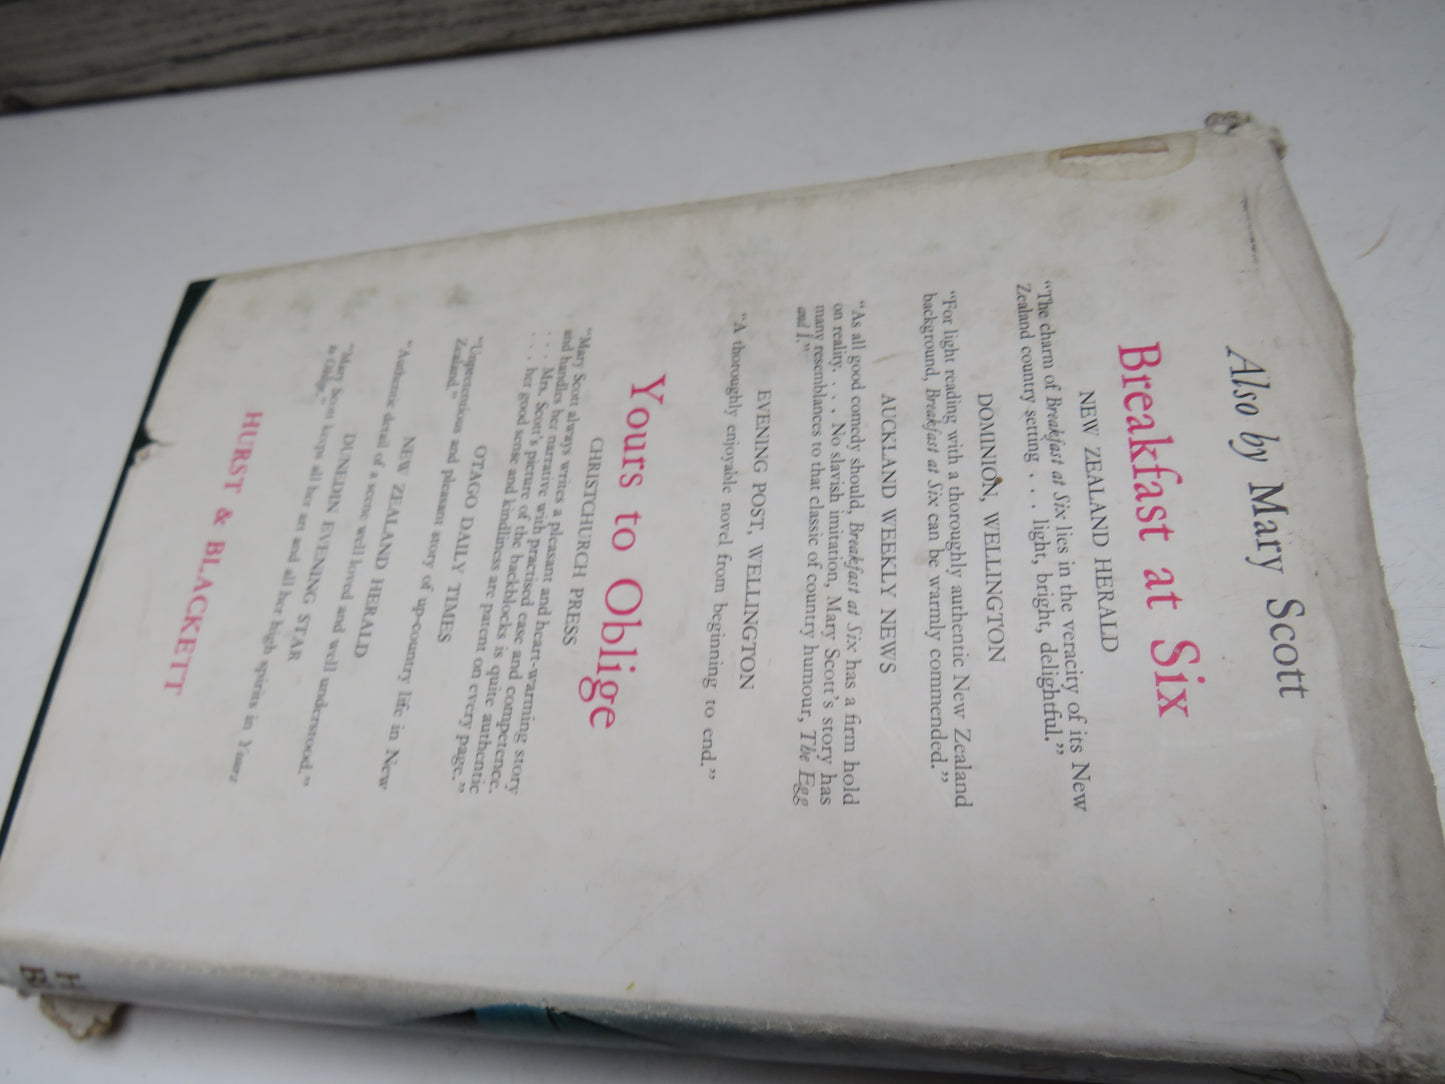 Also by Mary Scott
Breakfast at Six
NEW ZEALAND HERALD
“The charm of Breakfast at Six lies in the veracity of its New
Zealand country setting . . . light, bright, delightful.”
DOMINION, WELLINGTON
“For light reading with a thoroughly authentic New Zealand
background, Breakfast at Six can be warmly commended.”
AUCKLAND WEEKLY NEWS
“As all good comedy should, Breakfast at Six has a firm hold
on reality. . . . No slavish imitation, Mary Scott's story has
many resemblances to that classic of country humour, The Egg
and I.”
EVENING POST, WELLINGTON
“A thoroughly enjoyable novel from beginning to end.”
Yours to Oblige
CHRISTCHURCH PRESS
“Mary Scott always writes a pleasant and heart-warming story
and handles her narrative with practised ease and competence.
. . . Mrs. Scott's picture of the backblocks is quite authentic
. . . her good sense and kindliness are patent on every page.”
OTAGO DAILY TIMES
“Unpretentious and pleasant story of up-country life in New
Zealand.”
NEW ZEALAND HERALD
“Authentic detail of a scene well loved and well understood.”
DUNEDIN EVENING STAR
“Mary Scott keeps all her art and all her high spirits in Yours
to Oblige.”
HURST & BLACKETT
H
B